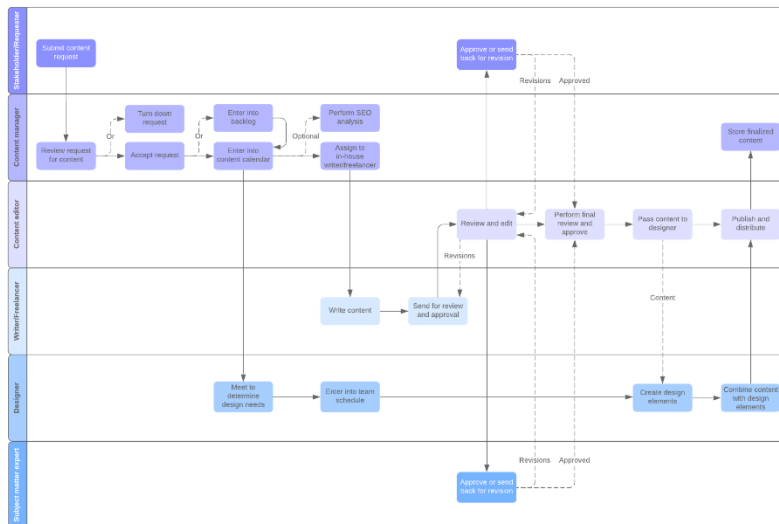 Stakeholder/Requester
Submit content
request
Approve or send
back for revision
Revisions
Approved
Content manager
Turn down
request
Enter into
backlog
Perform SEO
analysis
Or
Or
Optional
Store finalized
content
Review request
for content
Accept request
Enter into
content calendar
Assign to
in-house
writer/freelancer
Content editor
Review and edit
Perform final
review and
approve
Pass content to
designer
Publish and
distribute
Revisions
Writer/Freelancer
Write content
Send for review
and approval
Content
Designer
Meet to
determine
design needs
Enter into team
schedule
Create design
elements
Combine content
with design
elements
Subject matter expert
Revisions
Approved
Approve or send
back for revision